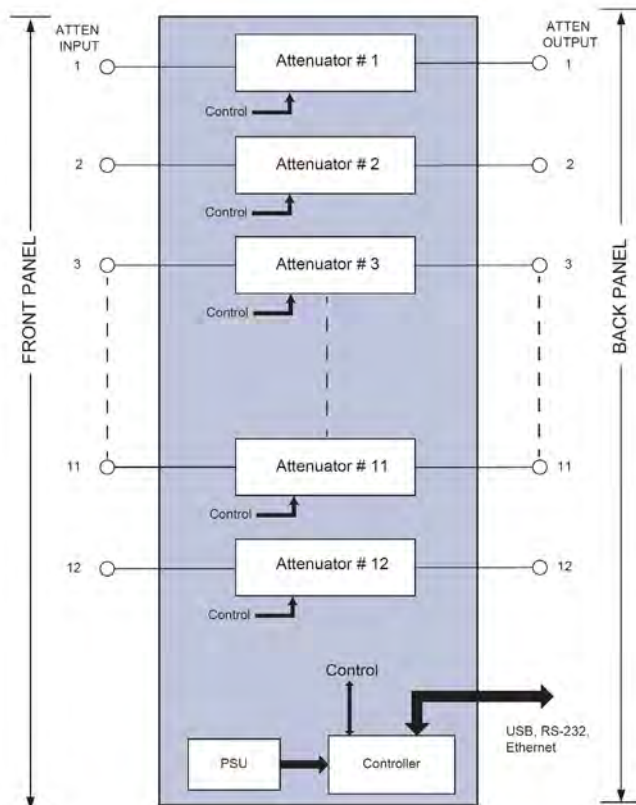 ATTEN
INPUT
ATTEN
OUTPUT
1
Attenuator # 1
1
Control
2
Attenuator # 2
2
Control
3
Attenuator # 3
3
Control
FRONT PANEL
BACK PANEL
11
Attenuator # 11
11
Control
12
Attenuator # 12
12
Control
Control
USB, RS-232,
Ethernet
PSU
Controller